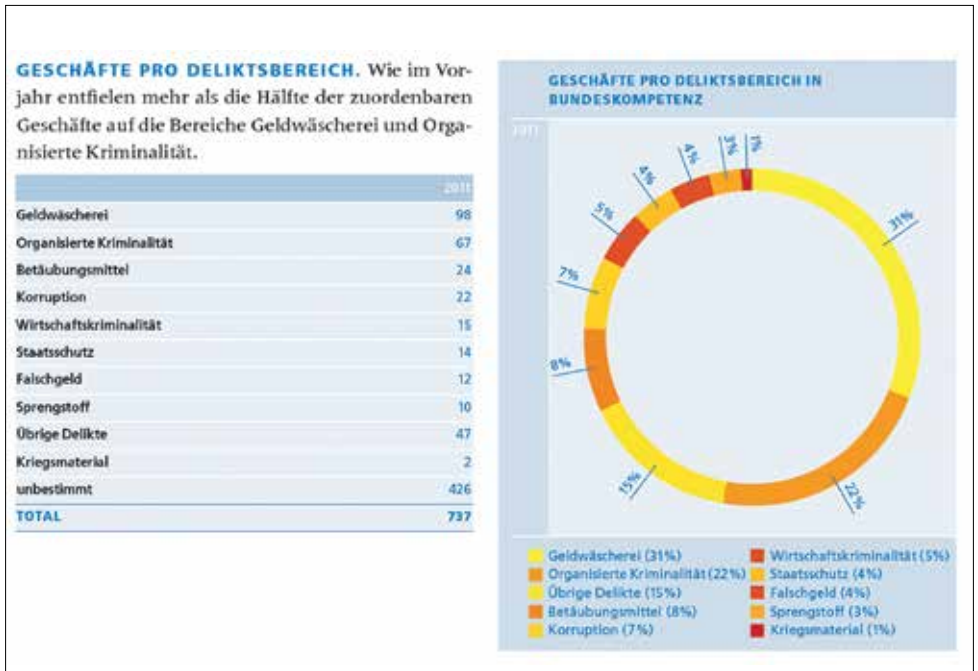 GESCHÄFTE PRO DELIKTSBEREICH. Wie im Vor-
jahr entfielen mehr als die Hälfte der zuordenbaren
Geschäfte auf die Bereiche Geldwäscherei und Orga-
nisierte Kriminalität.
2011
Geldwäscherei 98
Organisierte Kriminalität 67
Betäubungsmittel 24
Korruption 22
Wirtschaftskriminalität 15
Staatsschutz 14
Falschgeld 12
Sprengstoff 10
Übrige Delikte 47
Kriegsmaterial 2
unbestimmt 426
TOTAL 737
GESCHÄFTE PRO DELIKTSBEREICH IN
BUNDESKOMPETENZ
2011
31%
22%
15%
8%
7%
5%
4%
4%
3%
1%
Geldwäscherei (31%)
Organisierte Kriminalität (22%)
Übrige Delikte (15%)
Betäubungsmittel (8%)
Korruption (7%)
Wirtschaftskriminalität (5%)
Staatsschutz (4%)
Falschgeld (4%)
Sprengstoff (3%)
Kriegsmaterial (1%)